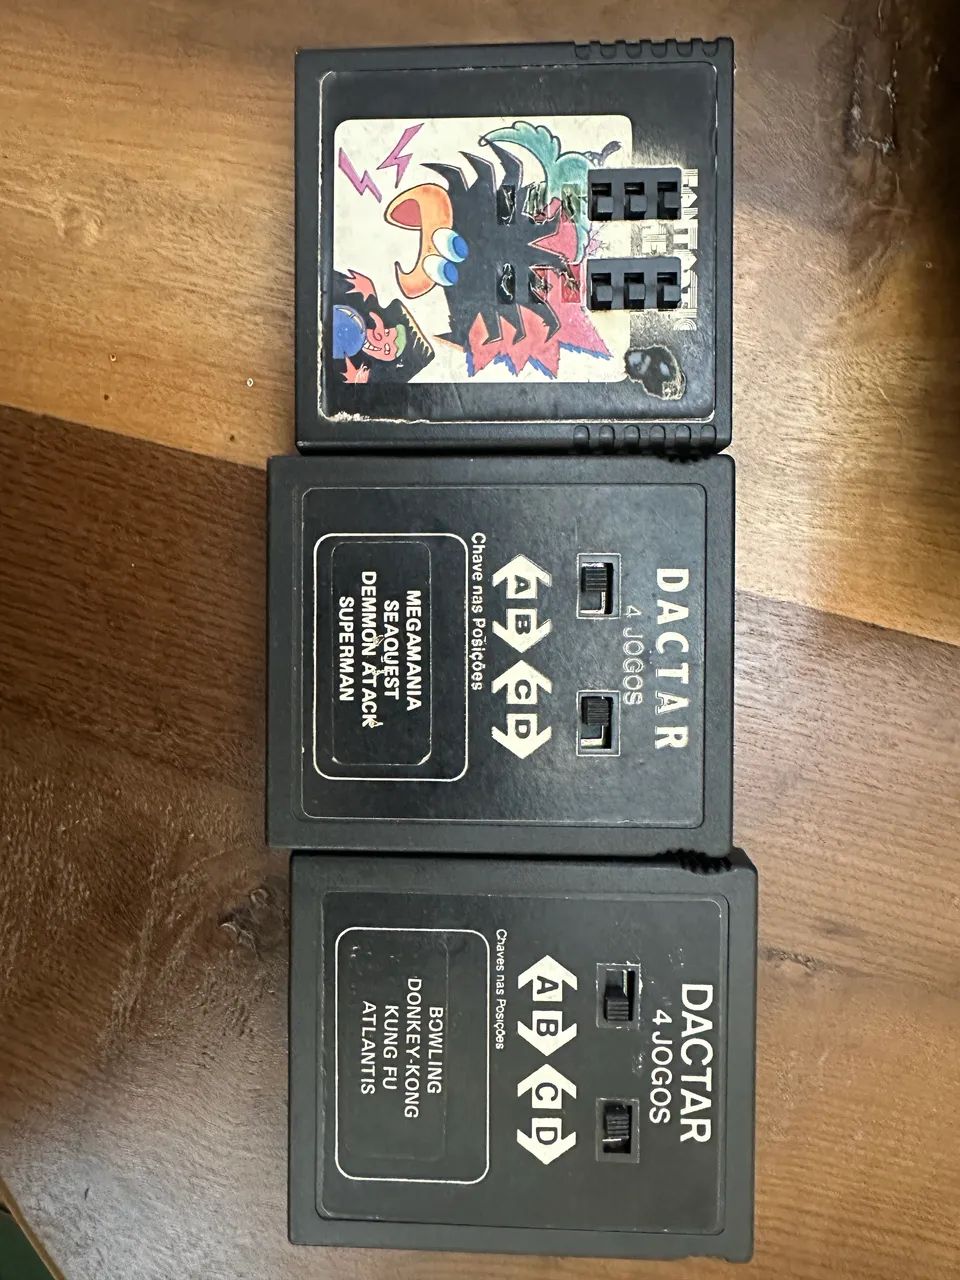 DACTAR
4 JOGOS
A B C D
Chave nas Posições
MEGAMANIA
SEAQUEST
DEMMON ATACK
SUPERMAN
DACTAR
4 JOGOS
A B C D
Chaves nas Posições
BOWLING
DONKEY-KONG
KUNG FU
ATLANTIS